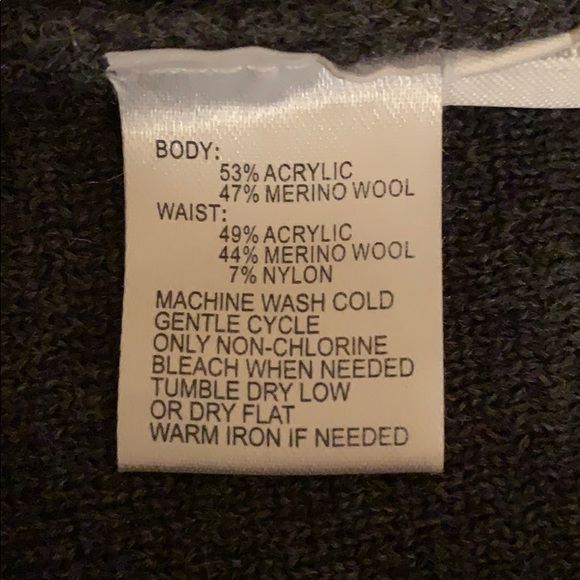 BODY:
53% ACRYLIC
47% MERINO WOOL
WAIST:
49% ACRYLIC
44% MERINO WOOL
7% NYLON
MACHINE WASH COLD
GENTLE CYCLE
ONLY NON-CHLORINE
BLEACH WHEN NEEDED
TUMBLE DRY LOW
OR DRY FLAT
WARM IRON IF NEEDED